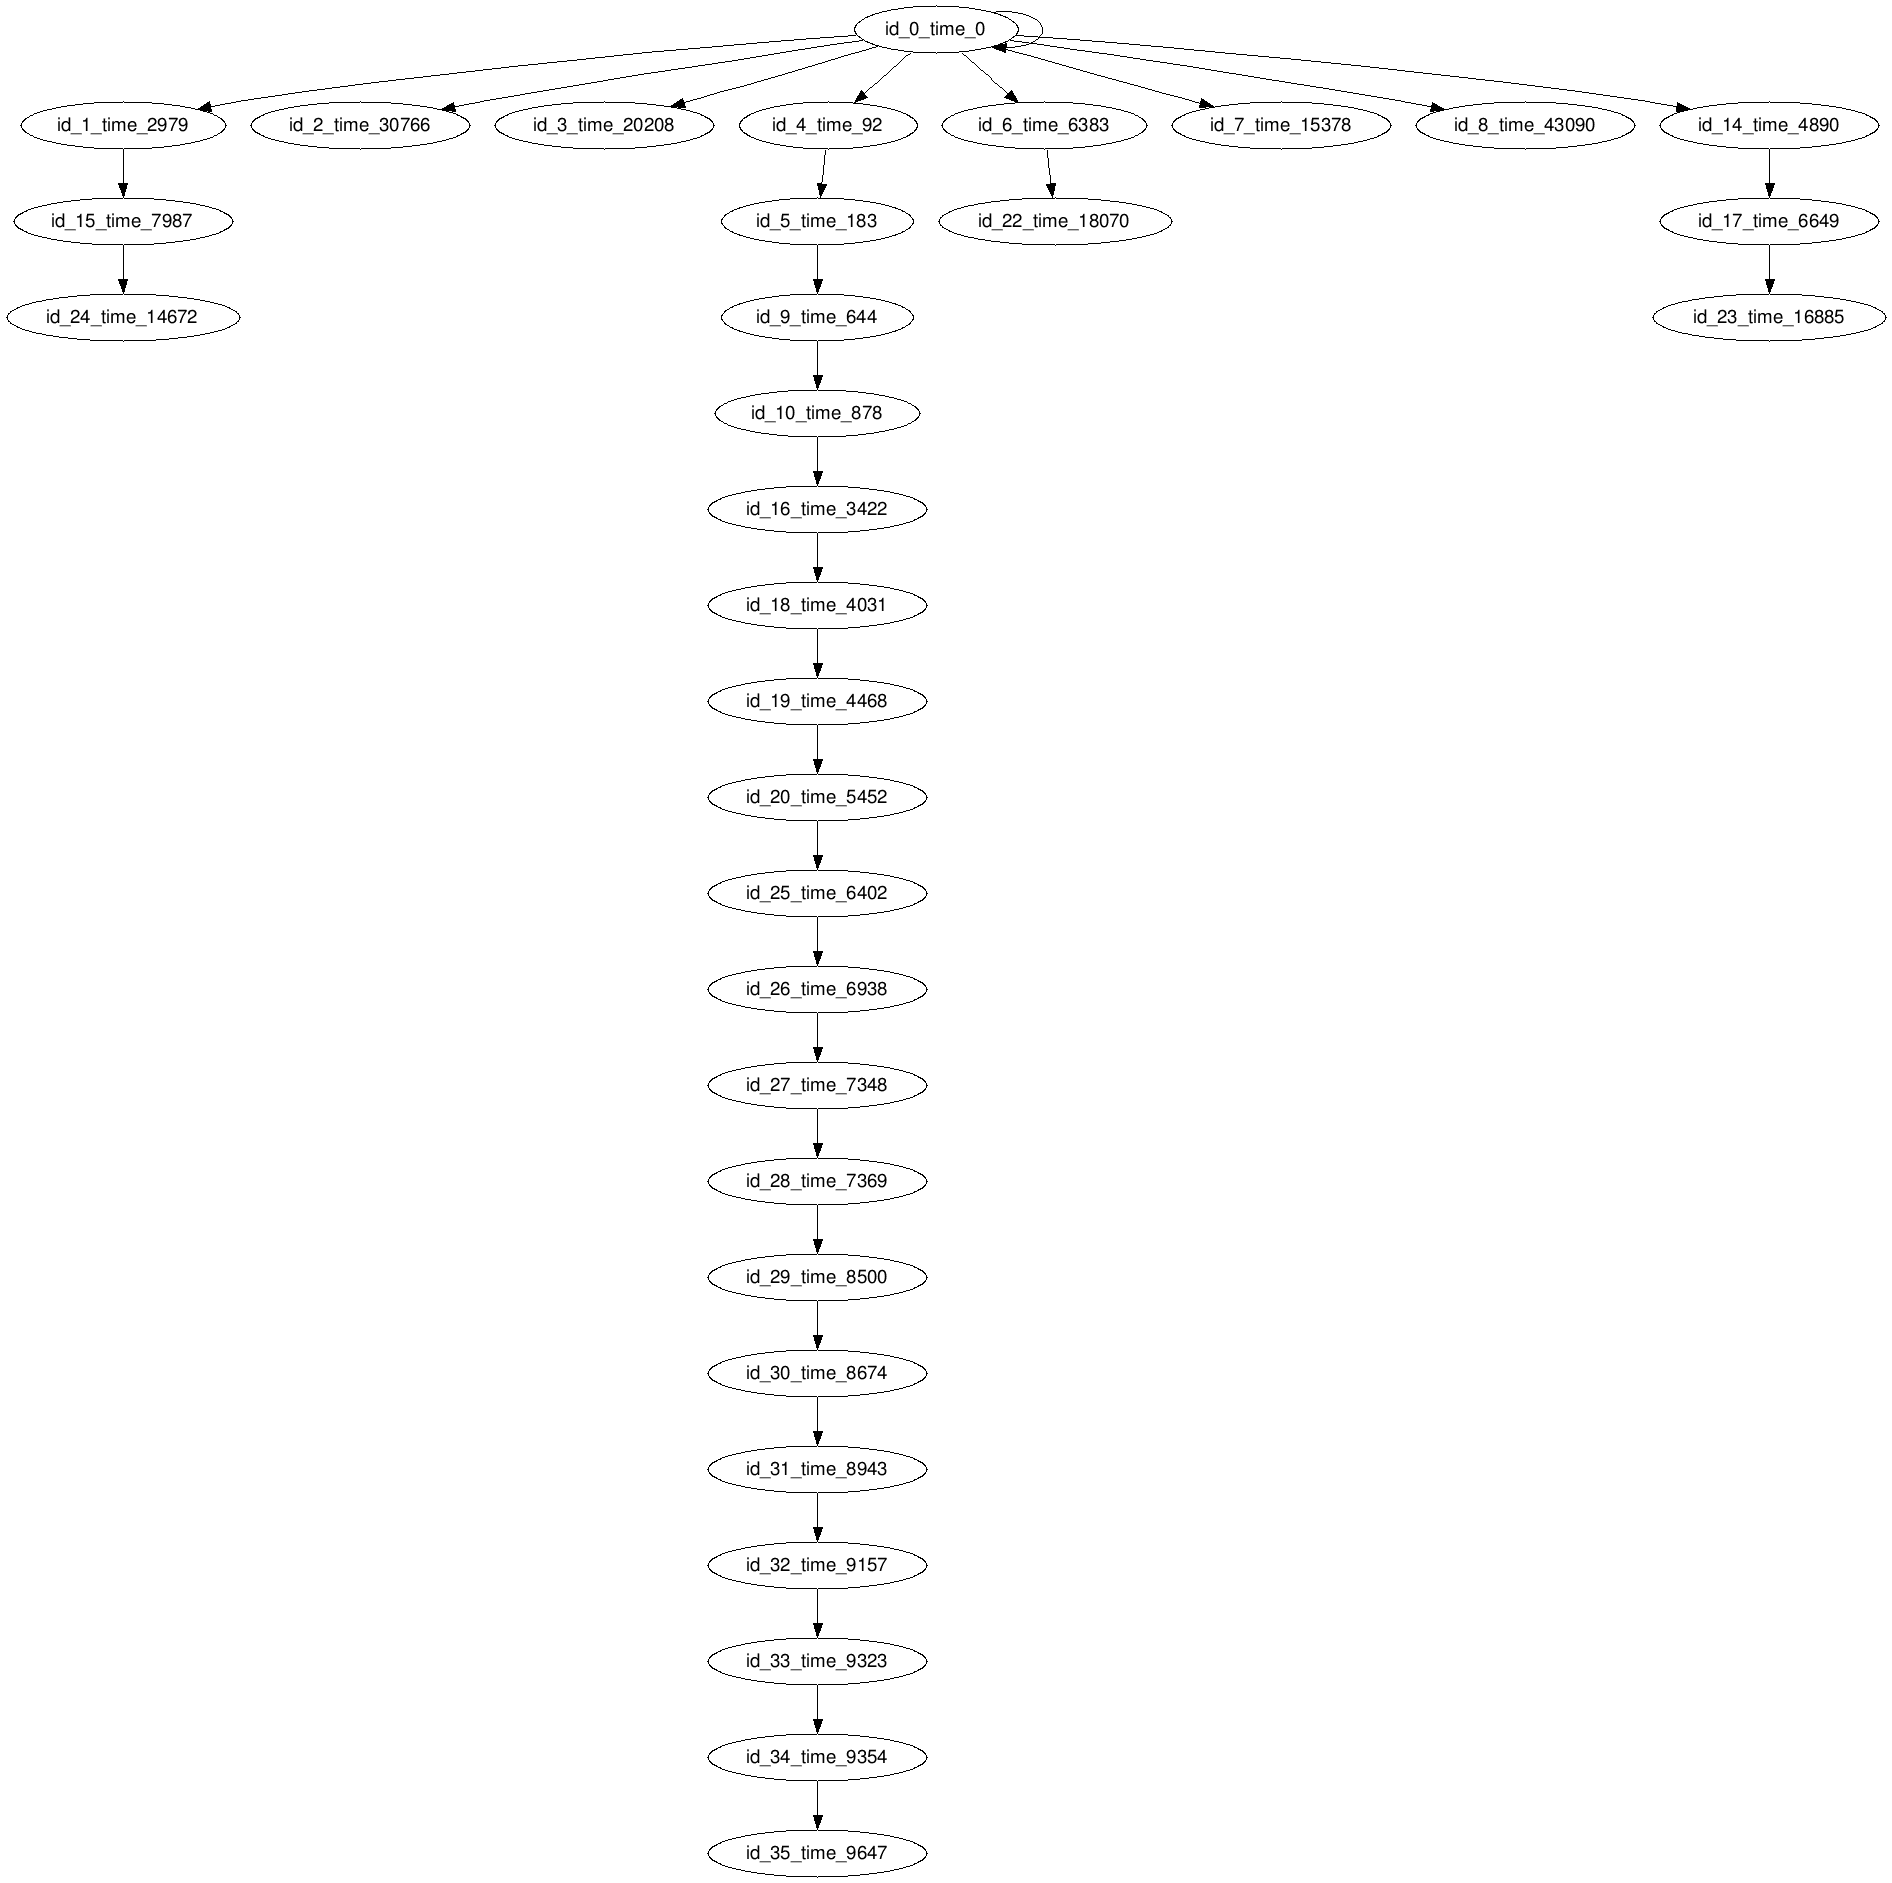 id_0_time_0
id_1_time_2979
id_2_time_30766
id_3_time_20208
id_4_time_92
id_6_time_6383
id_7_time_15378
id_8_time_43090
id_14_time_4890
id_15_time_7987
id_5_time_183
id_22_time_18070
id_17_time_6649
id_24_time_14672
id_9_time_644
id_23_time_16885
id_10_time_878
id_16_time_3422
id_18_time_4031
id_19_time_4468
id_20_time_5452
id_25_time_6402
id_26_time_6938
id_27_time_7348
id_28_time_7369
id_29_time_8500
id_30_time_8674
id_31_time_8943
id_32_time_9157
id_33_time_9323
id_34_time_9354
id_35_time_9647